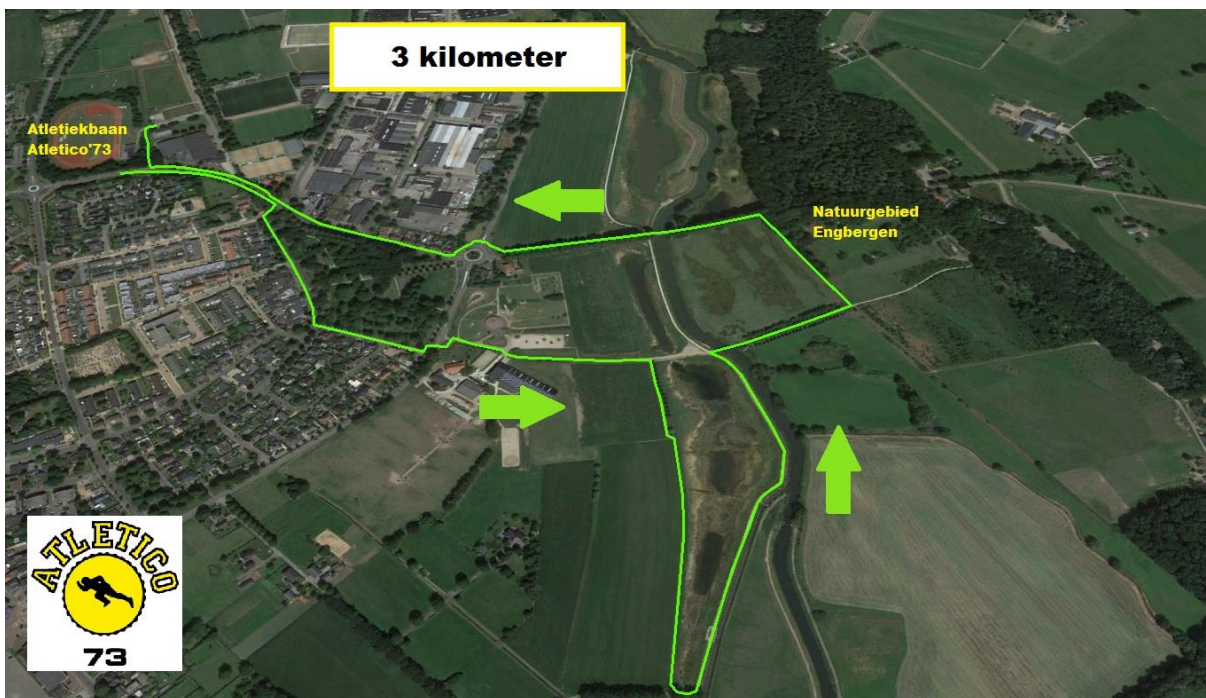 3 kilometer
Atletiekbaan
Atletico'73
Natuurgebied
Engbergen
ATLETICO
73